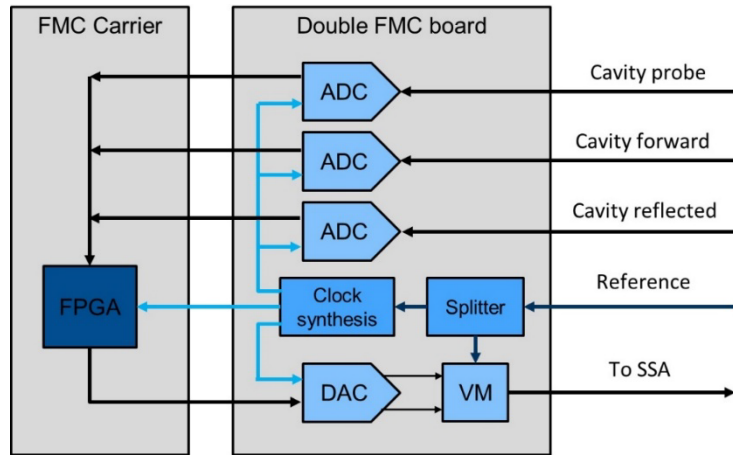 FMC Carrier
Double FMC board
ADC
Cavity probe
ADC
Cavity forward
ADC
Cavity reflected
FPGA
Clock
synthesis
Splitter
Reference
DAC
VM
To SSA